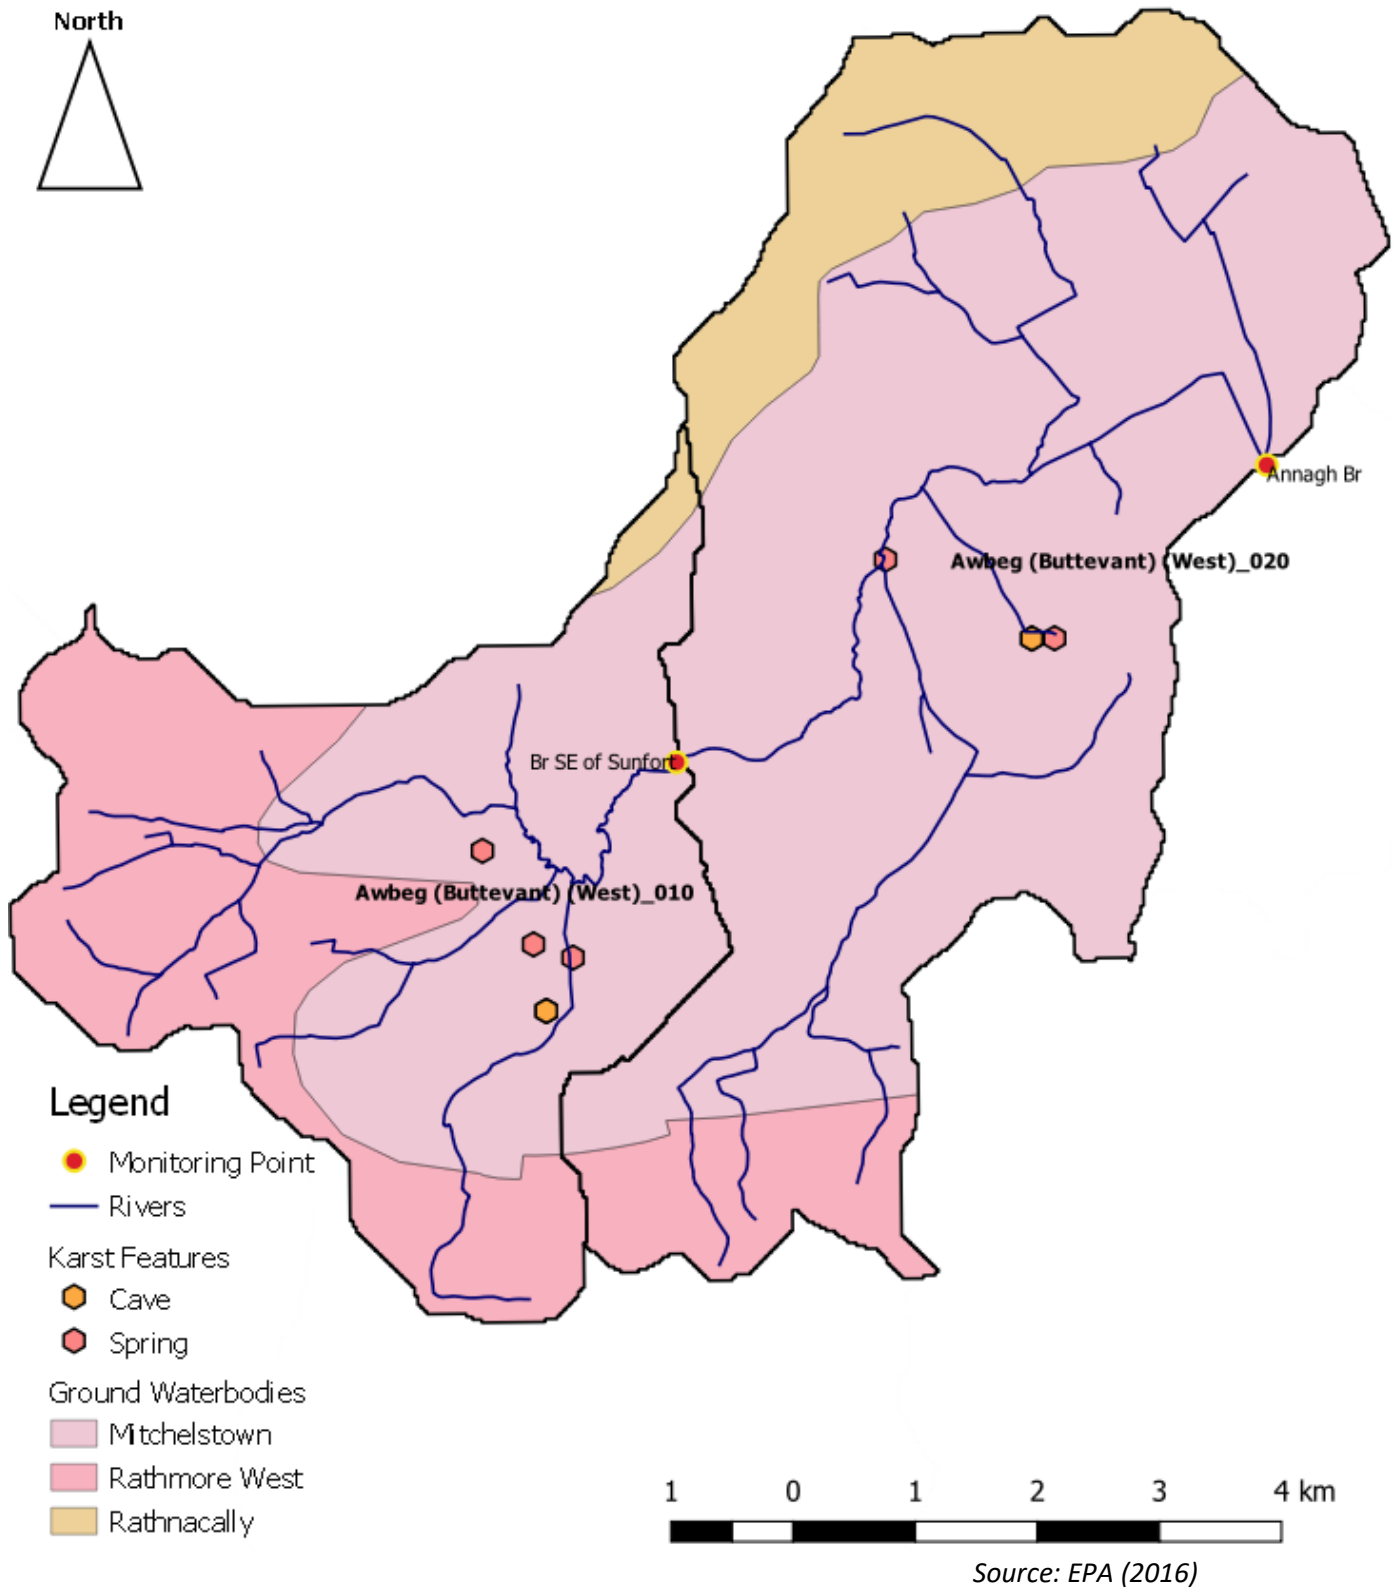 North
Annagh Br
Awbeg (Buttevant) (West)_020
Br SE of Sunfort
Awbeg (Buttevant) (West)_010
Legend
Monitoring Point
Rivers
Karst Features
Cave
Spring
Ground Waterbodies
Mitchelstown
Rathmore West
Rathnacally
1 0 1 2 3 4 km
Source: EPA (2016)